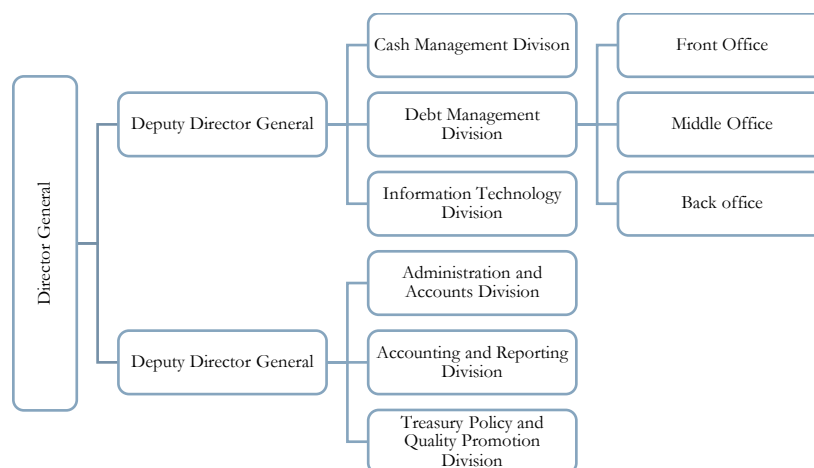 Director General
Deputy Director General
Cash Management Divison
Debt Management
Division
Front Office
Middle Office
Back office
Information Technology
Division
Deputy Director General
Administration and
Accounts Division
Accounting and Reporting
Division
Treasury Policy and
Quality Promotion
Division